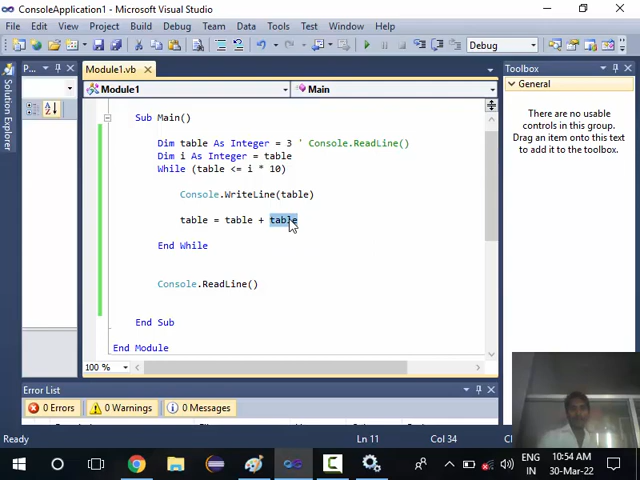 ConsoleApplication1 - Microsoft Visual Studio
File Edit View Project Build Debug Team Data Tools Test Window Help
Debug
P...
Module1.vb
Toolbox
Solution Explorer
Module1
Main
General
Sub Main()
There are no usable
controls in this group.
Drag an item onto this text
to add it to the toolbox.
Dim table As Integer = 3 ' Console.ReadLine()
Dim i As Integer = table
While (table <= i * 10)
Console.WriteLine(table)
table = table + table
End While
Console.ReadLine()
End Sub
End Module
100 %
Error List
0 Errors
0 Warnings
0 Messages
Ready
Ln 11
Col 34
ENG
IN
10:54 AM
30-Mar-22